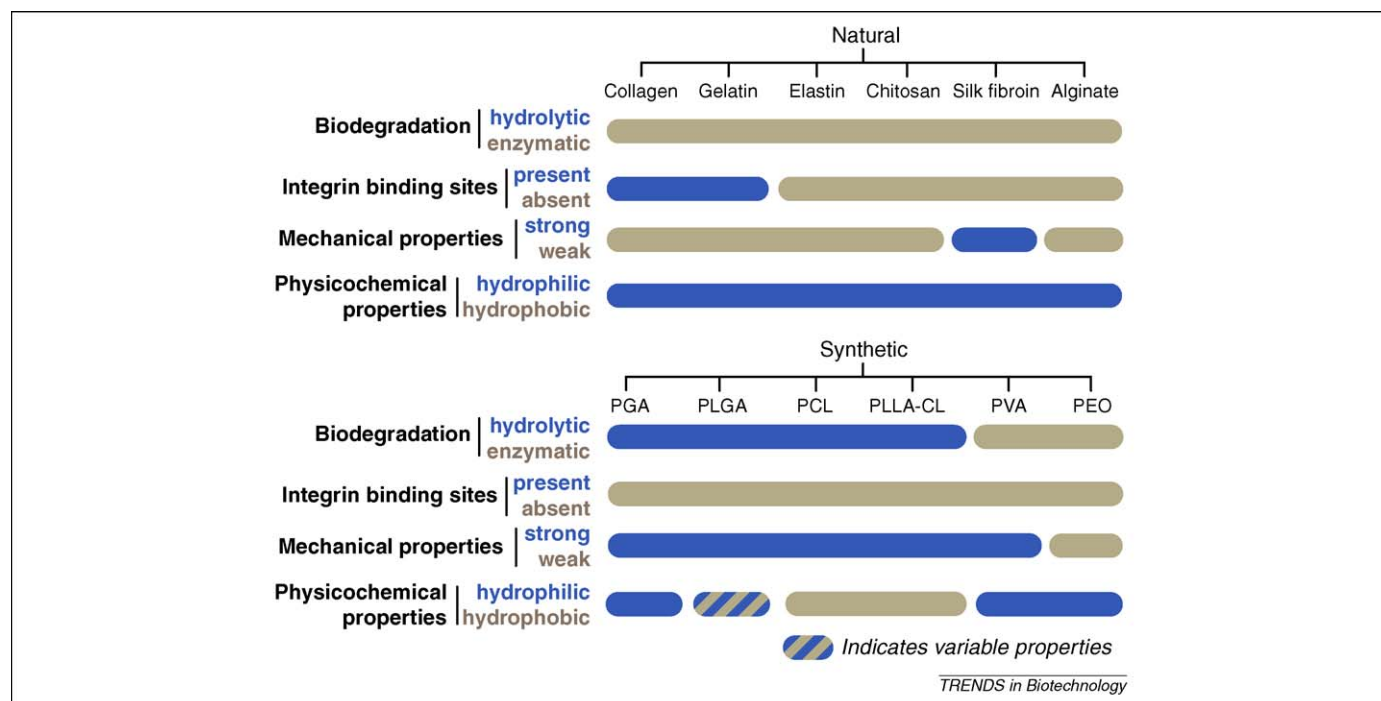 Natural
Collagen Gelatin Elastin Chitosan Silk fibroin Alginate
Biodegradation hydrolytic
enzymatic
Integrin binding sites present
absent
Mechanical properties strong
weak
Physicochemical hydrophilic
properties hydrophobic
Synthetic
PGA PLGA PCL PLLA-CL PVA PEO
Biodegradation hydrolytic
enzymatic
Integrin binding sites present
absent
Mechanical properties strong
weak
Physicochemical hydrophilic
properties hydrophobic
Indicates variable properties
TRENDS in Biotechnology